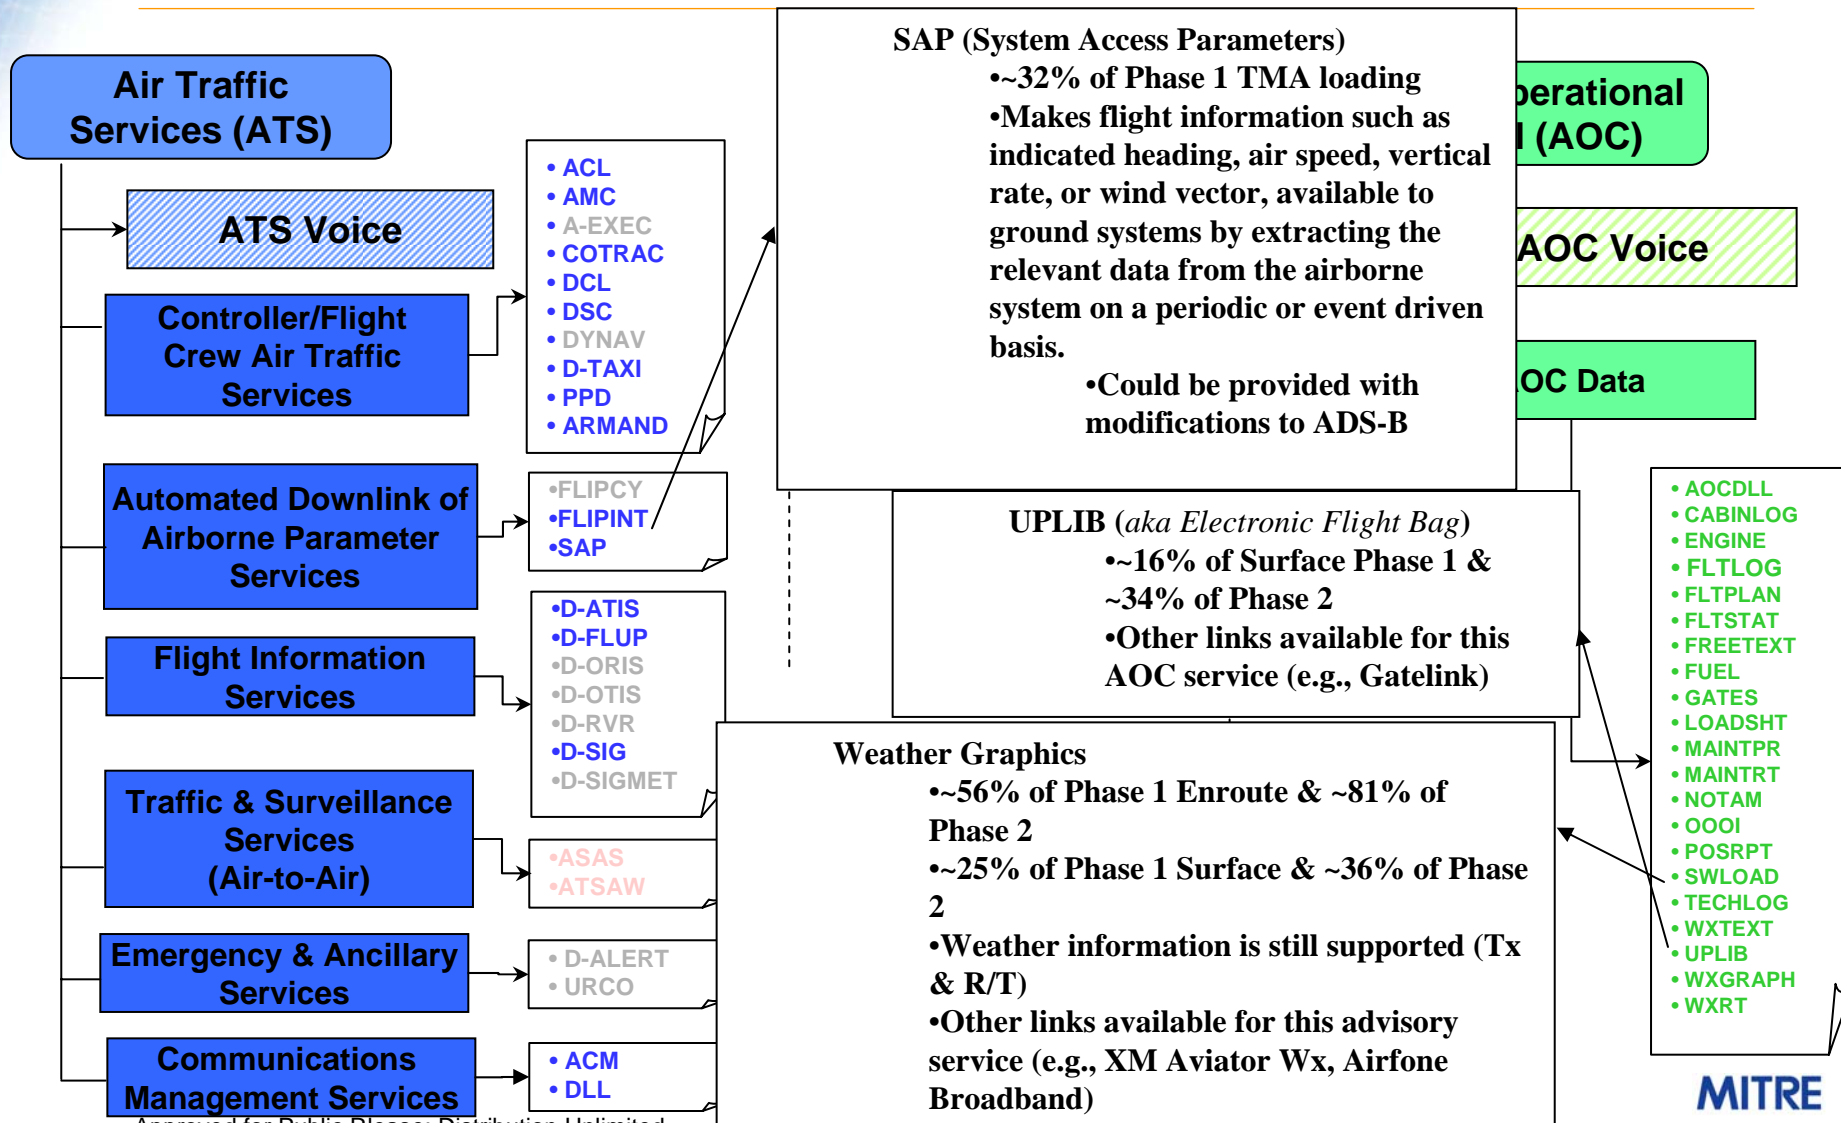 Air Traffic
Services (ATS)
ATS Voice
Controller/Flight
Crew Air Traffic
Services
• ACL
• AMC
• A-EXEC
• COTRAC
• DCL
• DSC
• DYNAV
• D-TAXI
• PPD
• ARMAND
Automated Downlink of
Airborne Parameter
Services
•FLIPCY
•FLIPINT
•SAP
Flight Information
Services
•D-ATIS
•D-FLUP
•D-ORIS
•D-OTIS
•D-RVR
•D-SIG
•D-SIGMET
Traffic & Surveillance
Services
(Air-to-Air)
•ASAS
•ATSAW
Emergency & Ancillary
Services
• D-ALERT
• URCO
Communications
Management Services
• ACM
• DLL
SAP (System Access Parameters)
•~32% of Phase 1 TMA loading
•Makes flight information such as
indicated heading, air speed, vertical
rate, or wind vector, available to
ground systems by extracting the
relevant data from the airborne
system on a periodic or event driven
basis.
•Could be provided with
modifications to ADS-B
UPLIB (aka Electronic Flight Bag)
•~16% of Surface Phase 1 &
~34% of Phase 2
•Other links available for this
AOC service (e.g., Gatelink)
Weather Graphics
•~56% of Phase 1 Enroute & ~81% of
Phase 2
•~25% of Phase 1 Surface & ~36% of Phase
2
•Weather information is still supported (Tx
& R/T)
•Other links available for this advisory
service (e.g., XM Aviator Wx, Airfone
Broadband)
perational
l (AOC)
AOC Voice
OC Data
• AOCDLL
• CABINLOG
• ENGINE
• FLTLOG
• FLTPLAN
• FLTSTAT
• FREETEXT
• FUEL
• GATES
• LOADSHT
• MAINTPR
• MAINTRT
• NOTAM
• OOOI
• POSRPT
• SWLOAD
• TECHLOG
• WXTEXT
• UPLIB
• WXGRAPH
• WXRT
MITRE
Approved for Public Please: Distribution Unlimited